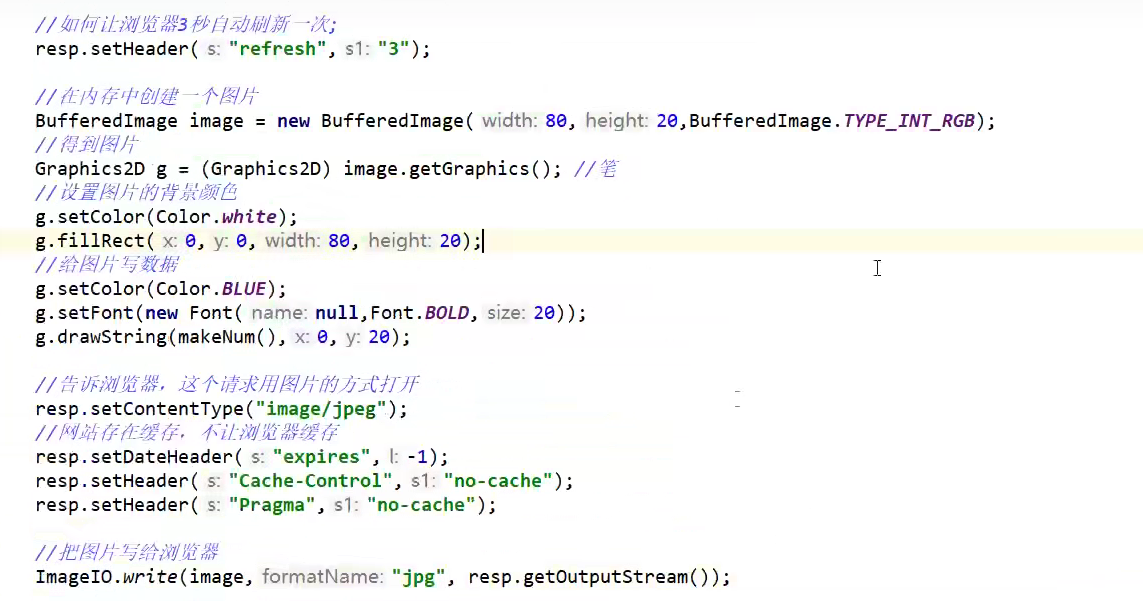 //如何让浏览器3秒自动刷新一次;
resp.setHeader( s: "refresh", s1: "3");
//在内存中创建一个图片
BufferedImage image = new BufferedImage( width: 80, height: 20,BufferedImage.TYPE_INT_RGB);
//得到图片
Graphics2D g = (Graphics2D) image.getGraphics(); //笔
//设置图片的背景颜色
g.setColor(Color.white);
g.fillRect( x: 0, y: 0, width: 80, height: 20);
//给图片写数据
g.setColor(Color.BLUE);
g.setFont(new Font( name: null,Font.BOLD, size: 20));
g.drawString(makeNum(), x: 0, y: 20);
//告诉浏览器，这个请求用图片的方式打开
resp.setContentType("image/jpeg");
//网站存在缓存，不让浏览器缓存
resp.setDateHeader( s: "expires", l: -1);
resp.setHeader( s: "Cache-Control", s1: "no-cache");
resp.setHeader( s: "Pragma", s1: "no-cache");
//把图片写给浏览器
ImageIO.write(image, formatName: "jpg", resp.getOutputStream());